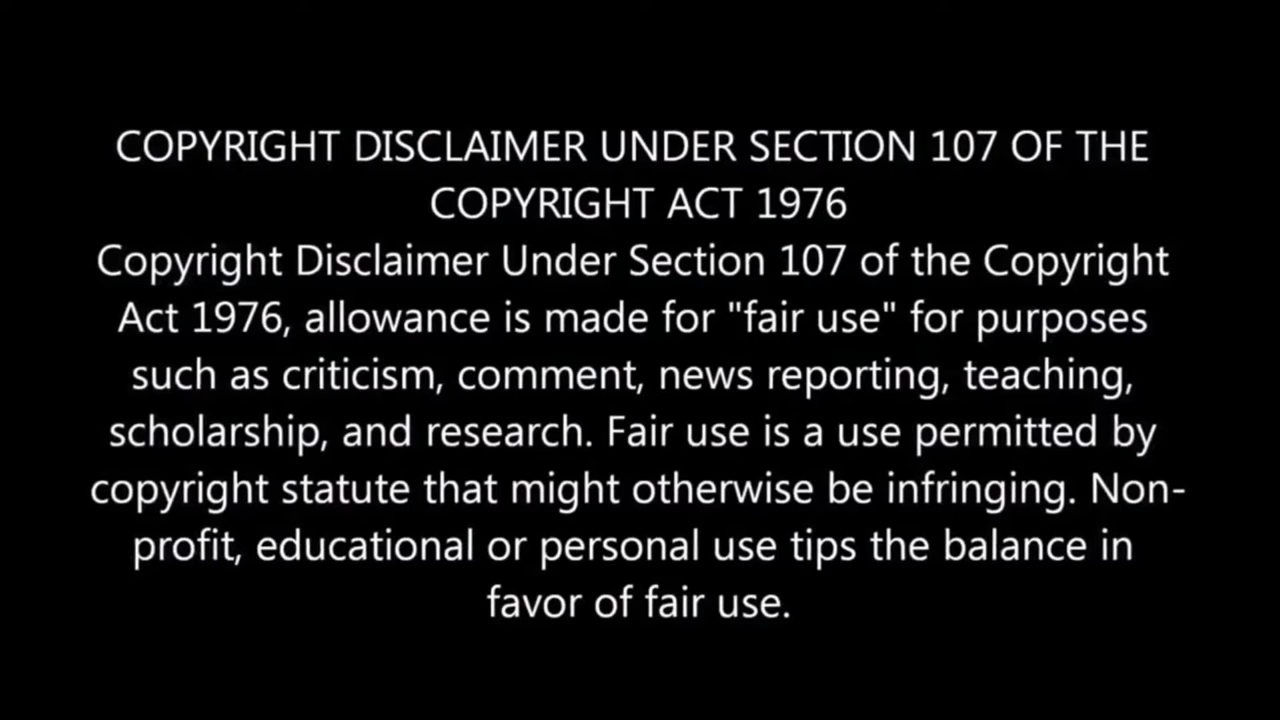 COPYRIGHT DISCLAIMER UNDER SECTION 107 OF THE
COPYRIGHT ACT 1976
Copyright Disclaimer Under Section 107 of the Copyright
Act 1976, allowance is made for "fair use" for purposes
such as criticism, comment, news reporting, teaching,
scholarship, and research. Fair use is a use permitted by
copyright statute that might otherwise be infringing. Non-
profit, educational or personal use tips the balance in
favor of fair use.